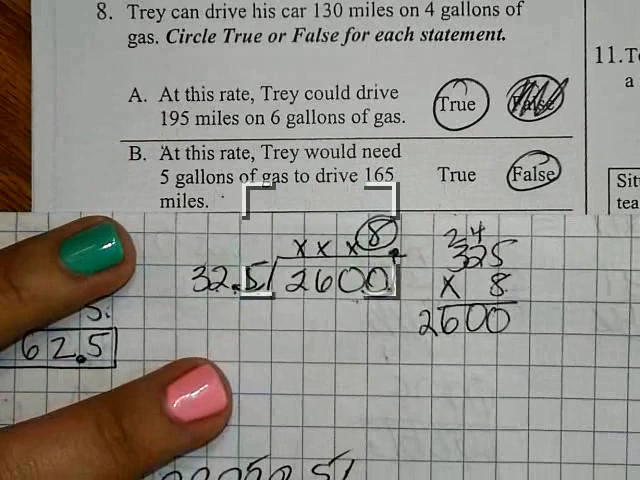 8. Trey can drive his car 130 miles on 4 gallons of
gas. Circle True or False for each statement.
11. T
a
A. At this rate, Trey could drive True False
195 miles on 6 gallons of gas.
B. At this rate, Trey would need
5 gallons of gas to drive 165 True False
miles.
Sit
tea
x x x 8.
32.5 2600.
24
325
x 8
2600
5.
62.5